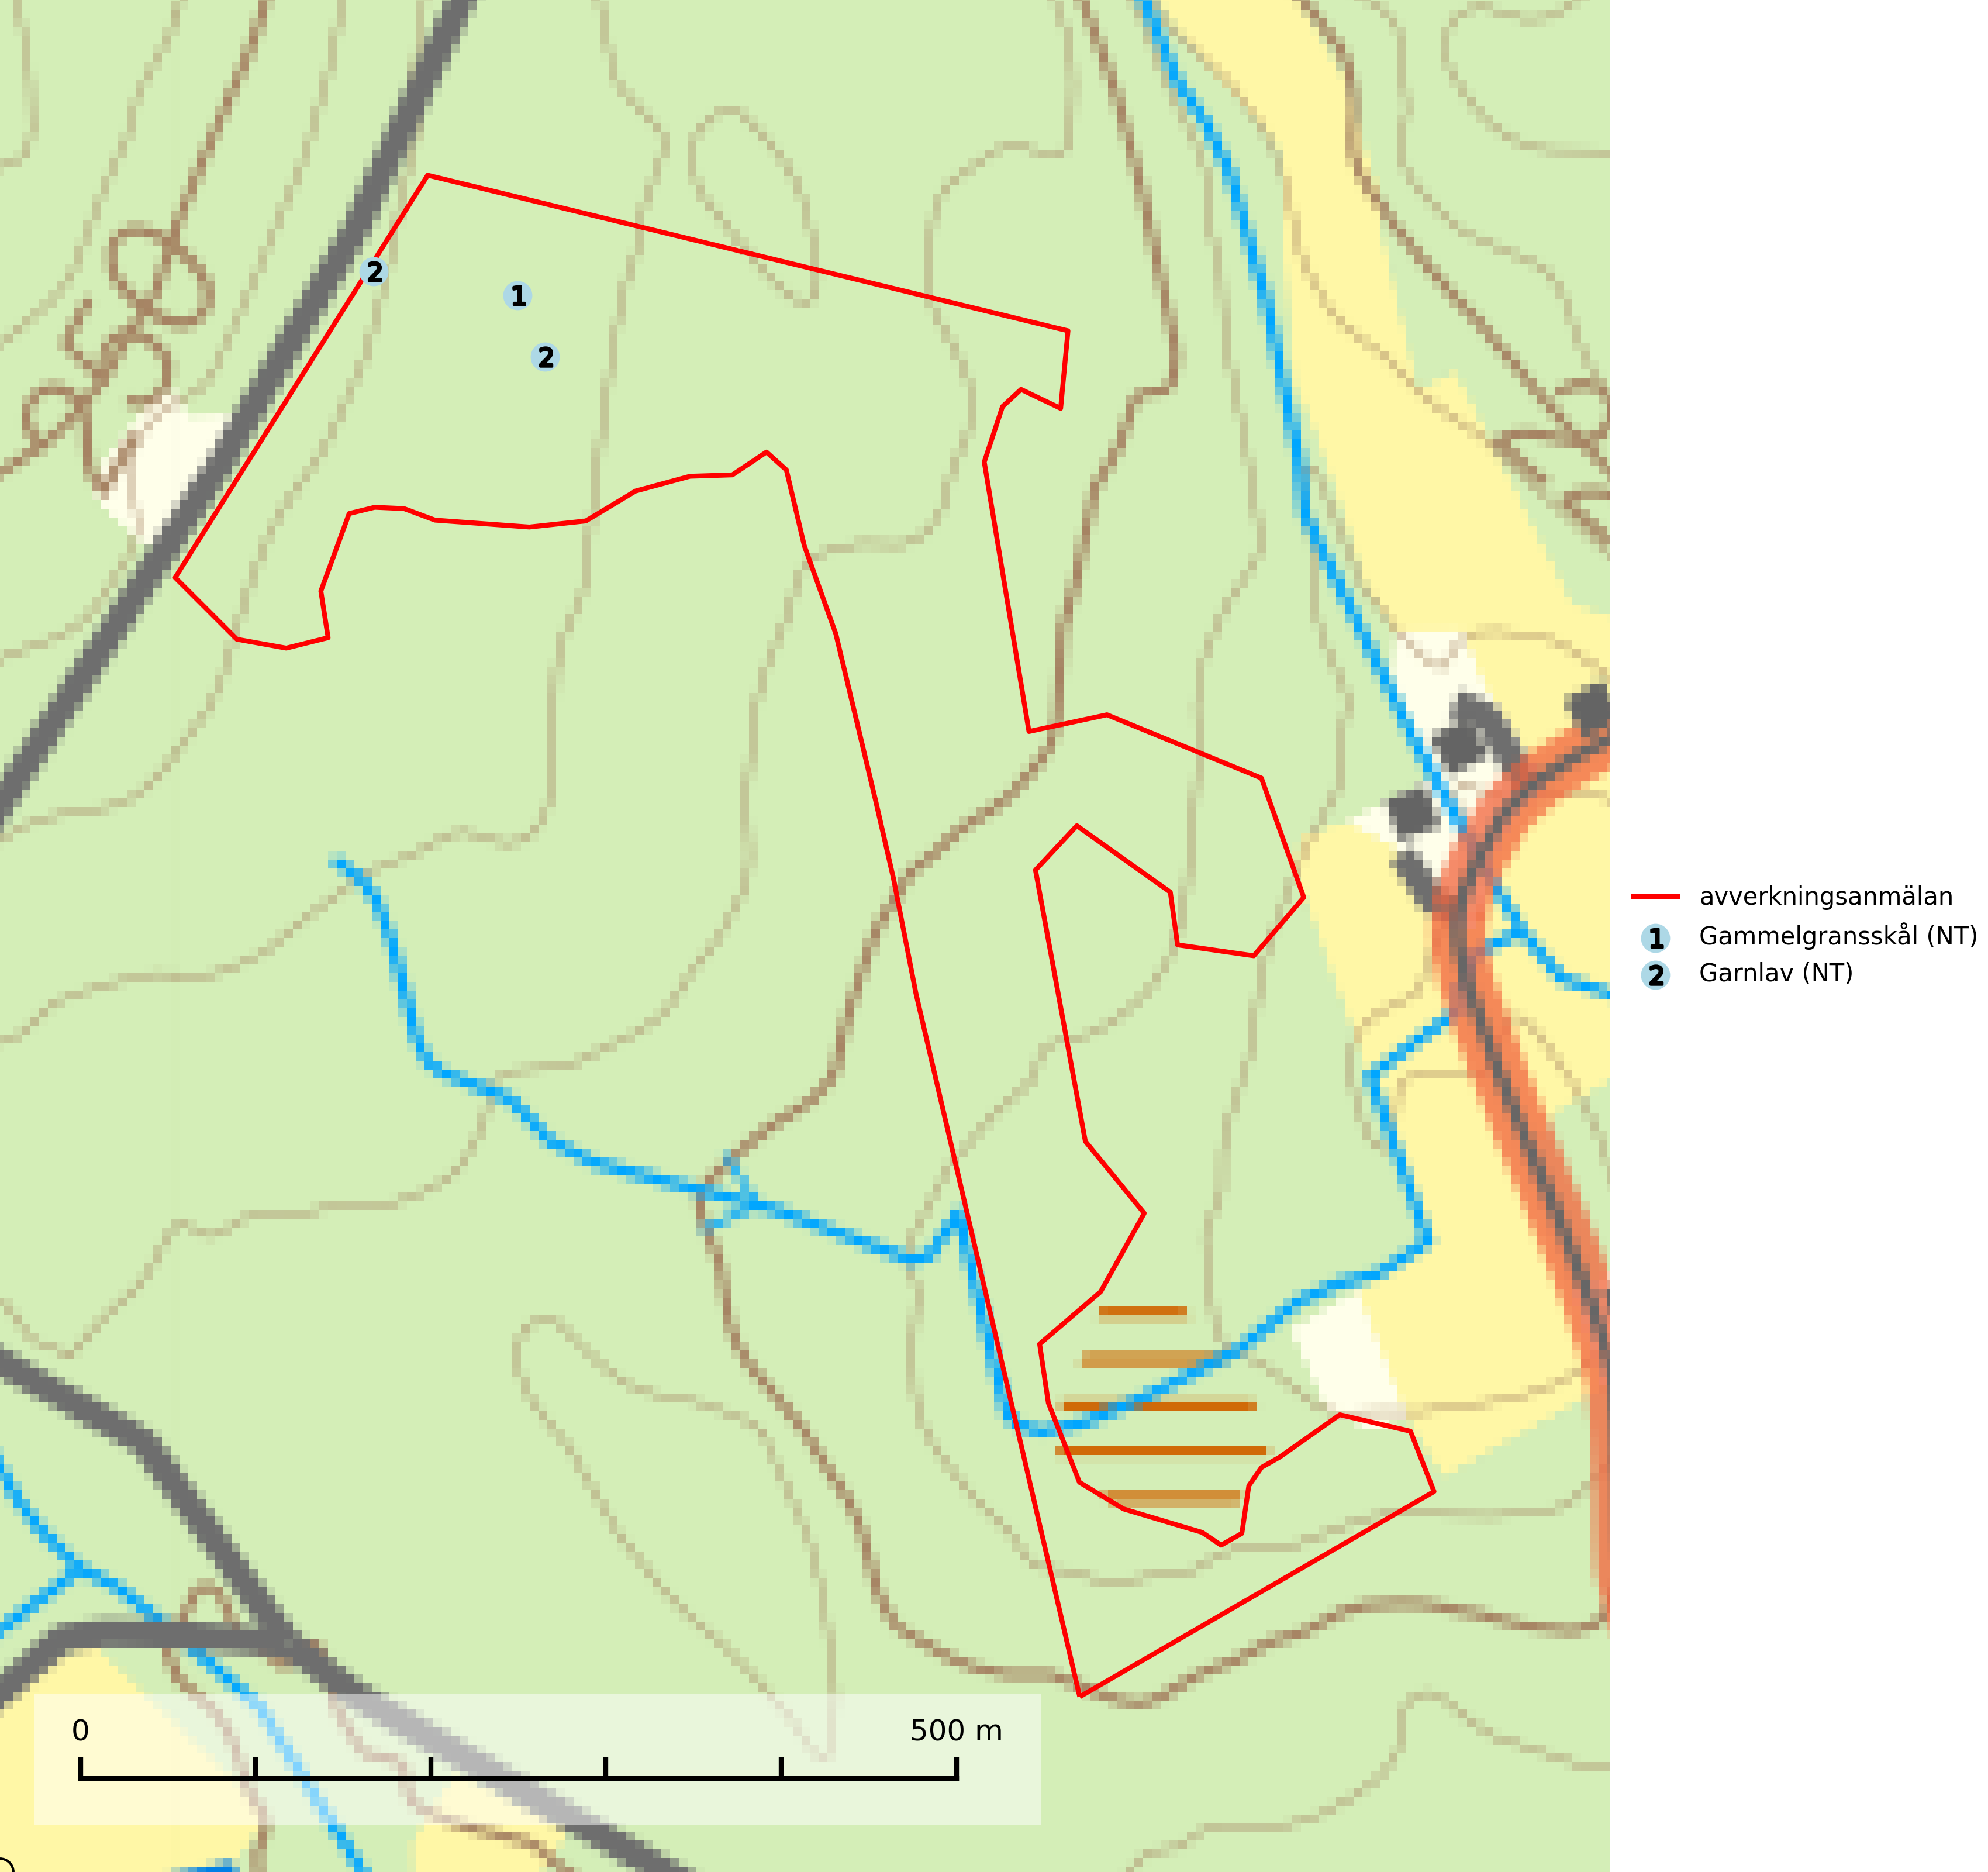 2
1
2
avverkningsanmälan
1 Gammelgransskål (NT)
2 Garnlav (NT)
0 500 m